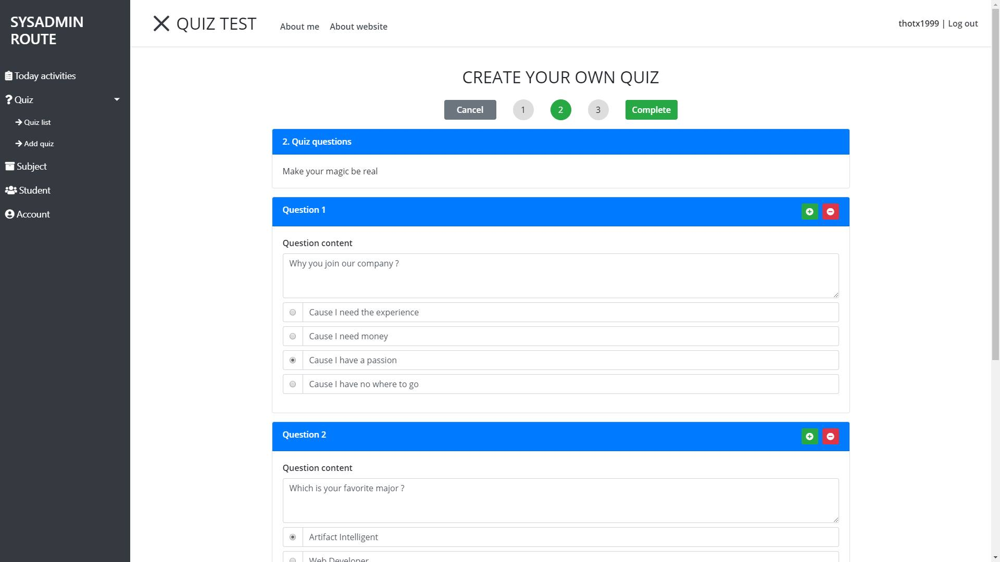 SYSADMIN
ROUTE
Today activities
Quiz
Quiz list
Add quiz
Subject
Student
Account
QUIZ TEST
About me
About website
thotx1999 | Log out
CREATE YOUR OWN QUIZ
Cancel
1
2
3
Complete
2. Quiz questions
Make your magic be real
Question 1
Question content
Why you join our company ?
Cause I need the experience
Cause I need money
Cause I have a passion
Cause I have no where to go
Question 2
Question content
Which is your favorite major ?
Artifact Intelligent
Web Developer